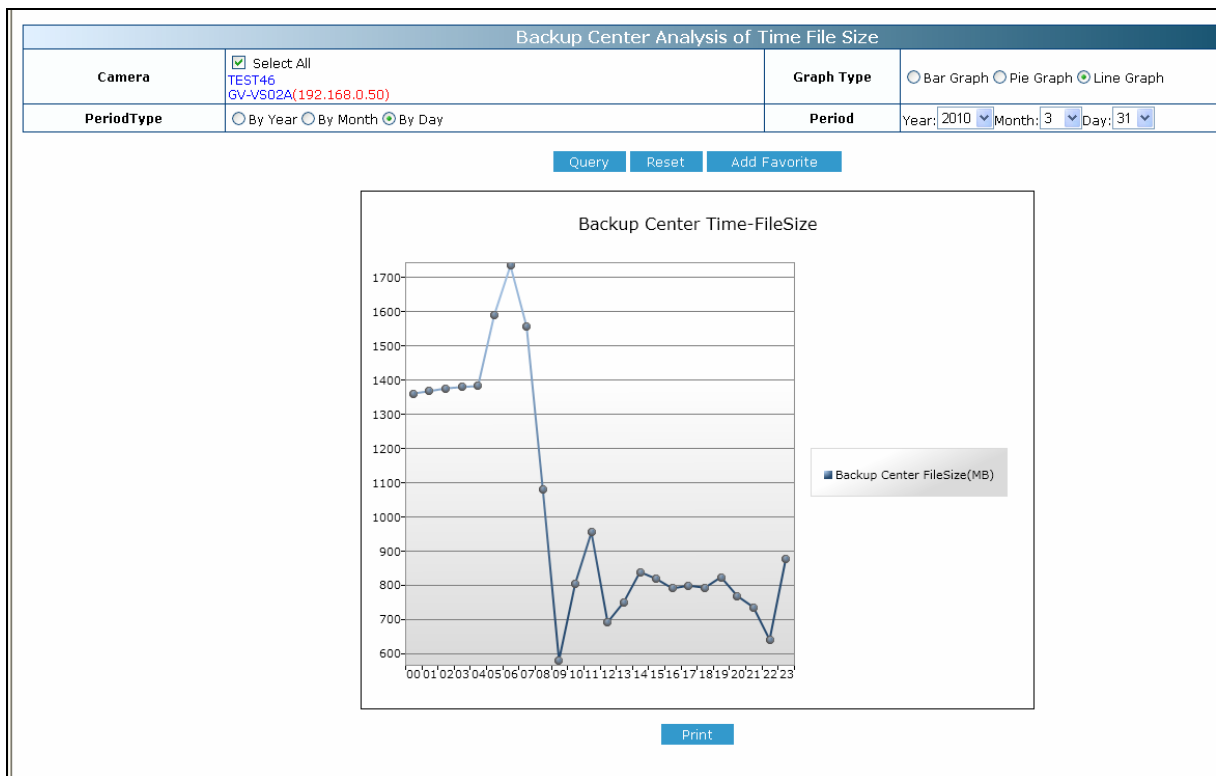 Backup Center Analysis of Time File Size
Camera
Select All
TEST46
GV-VS02A(192.168.0.50)
Graph Type
Bar Graph Pie Graph Line Graph
PeriodType
By Year By Month By Day
Period
Year: 2010 Month: 3 Day: 31
Query Reset Add Favorite
Backup Center Time-FileSize
1700
1600
1500
1400
1300
1200
1100
1000
900
800
700
600
00 01 02 03 04 05 06 07 08 09 10 11 12 13 14 15 16 17 18 19 20 21 22 23
Backup Center FileSize(MB)
Print